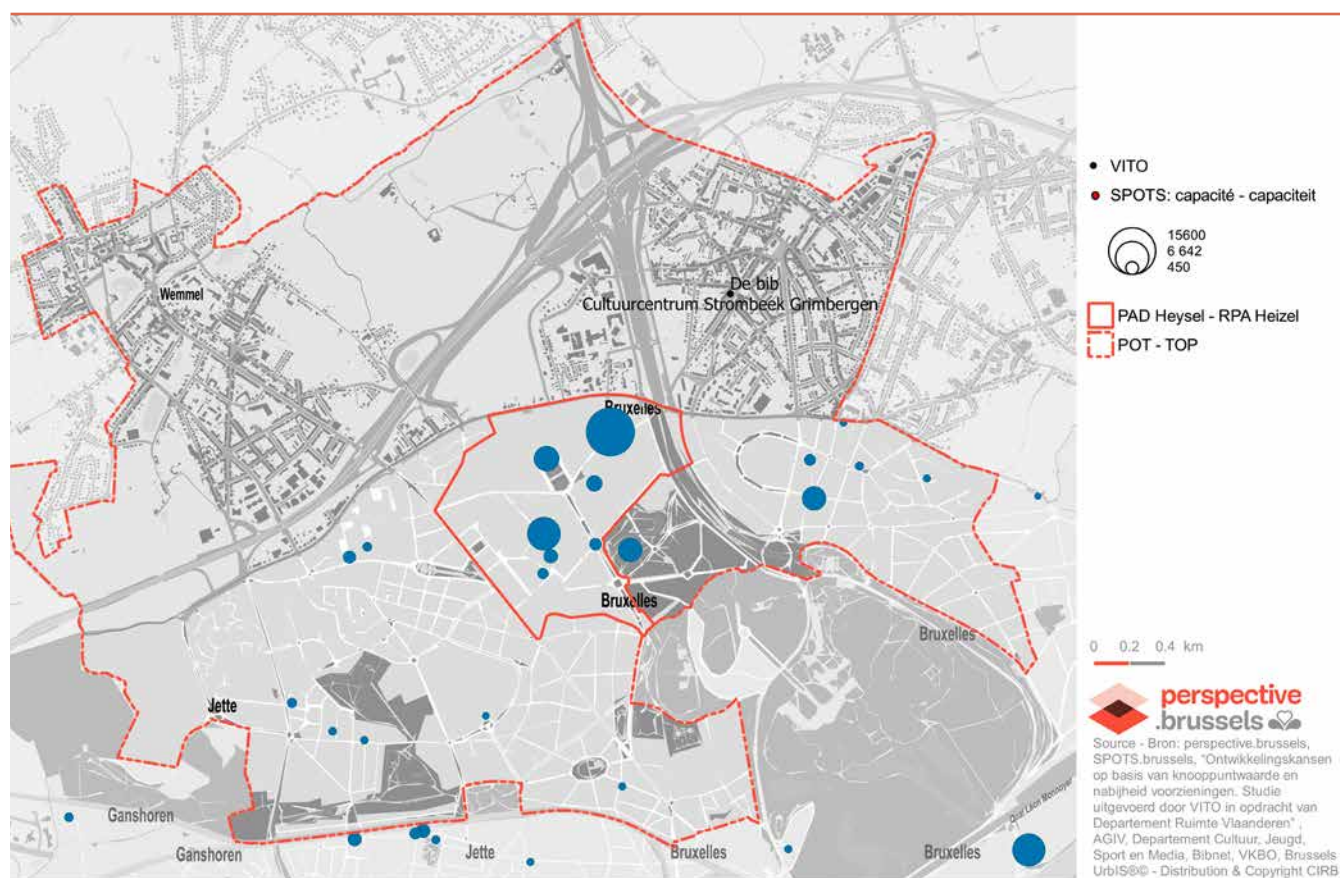 Wemmel
De bib
Cultuurcentrum Strombeek Grimbergen
Bruxelles
Bruxelles
Bruxelles
Jette
Ganshoren
Ganshoren
Jette
Bruxelles
Bruxelles
VITO
SPOTS: capacité - capaciteit
15600
6 642
450
PAD Heysel - RPA Heizel
POT - TOP
0 0.2 0.4 km
perspective
.brussels
Source - Bron: perspective.brussels,
SPOTS.brussels, "Ontwikkelingskansen
op basis van knooppuntwaarde en
nabijheid voorzieningen. Studie
uitgevoerd door VITO in opdracht van
Departement Ruimte Vlaanderen" ,
AGIV, Departement Cultuur, Jeugd,
Sport en Media, Bibnet, VKBO, Brussels
UrbIS®© - Distribution & Copyright CIRB